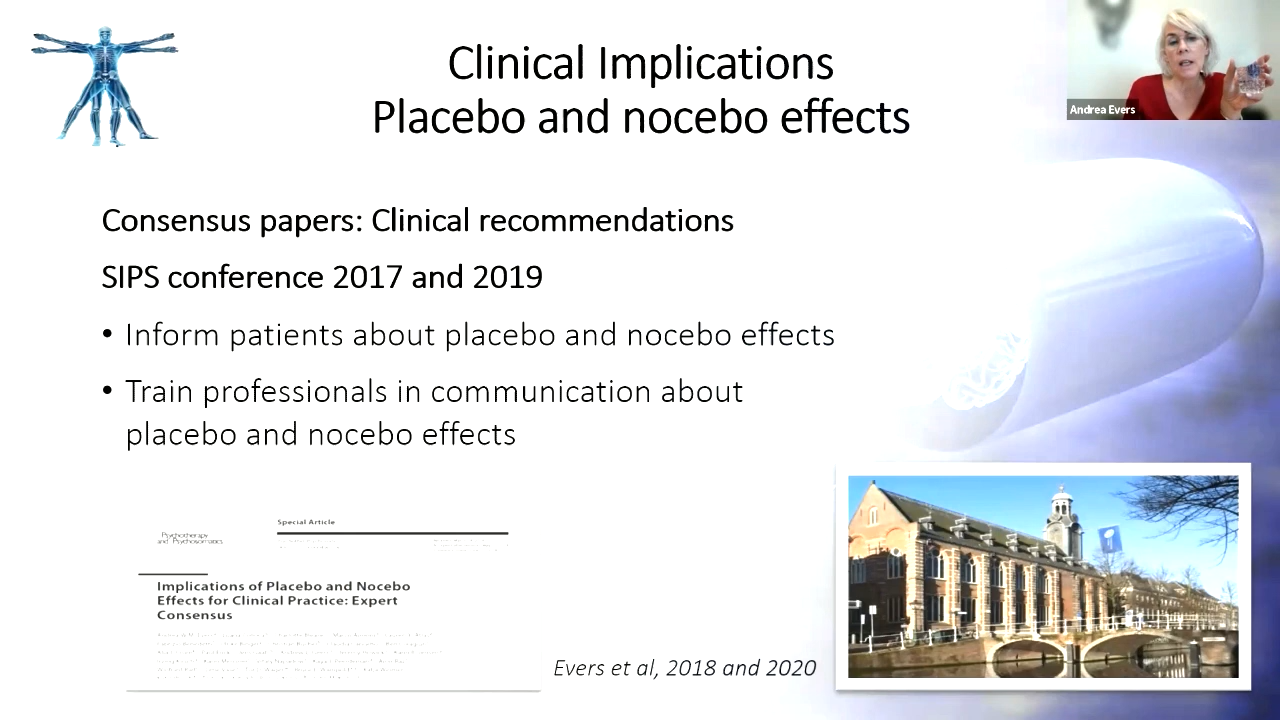 Clinical Implications
Placebo and nocebo effects
Andrea Evers
Consensus papers: Clinical recommendations
SIPS conference 2017 and 2019
• Inform patients about placebo and nocebo effects
• Train professionals in communication about
placebo and nocebo effects
Special Article
Psychotherapy
and Psychosomatics
Implications of Placebo and Nocebo
Effects for Clinical Practice: Expert
Consensus
Evers et al, 2018 and 2020